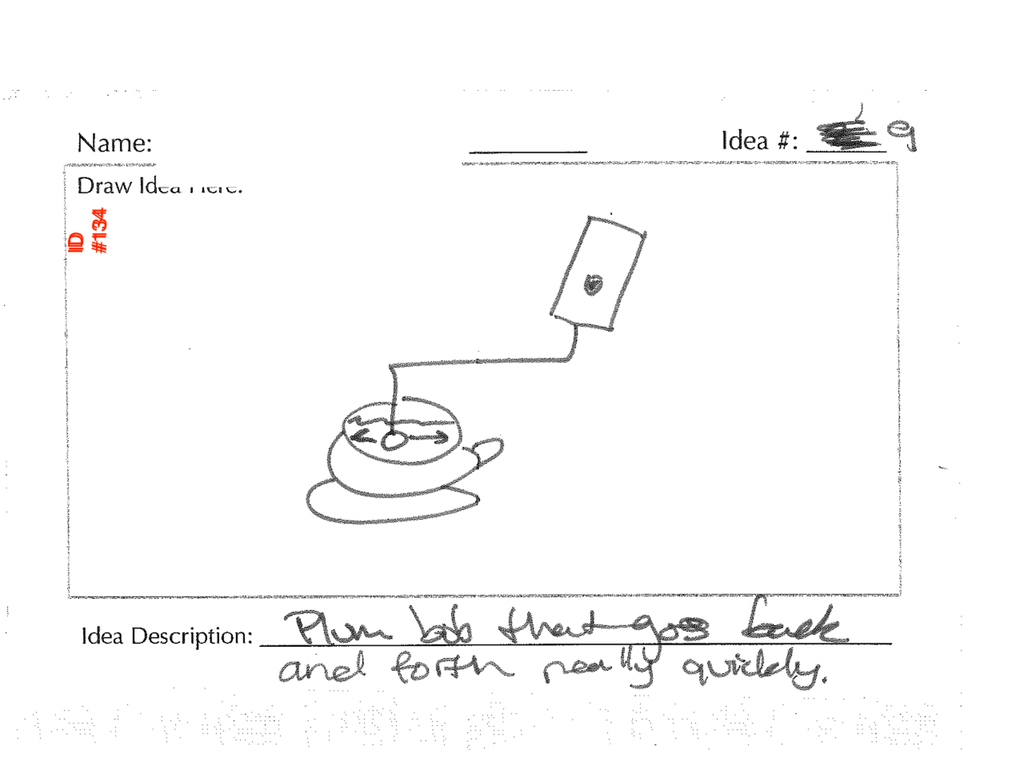 Name:
Idea #: 9
Draw Idea Here:
ID
#134
Idea Description: Plum bob that goes back
and forth really quickly.